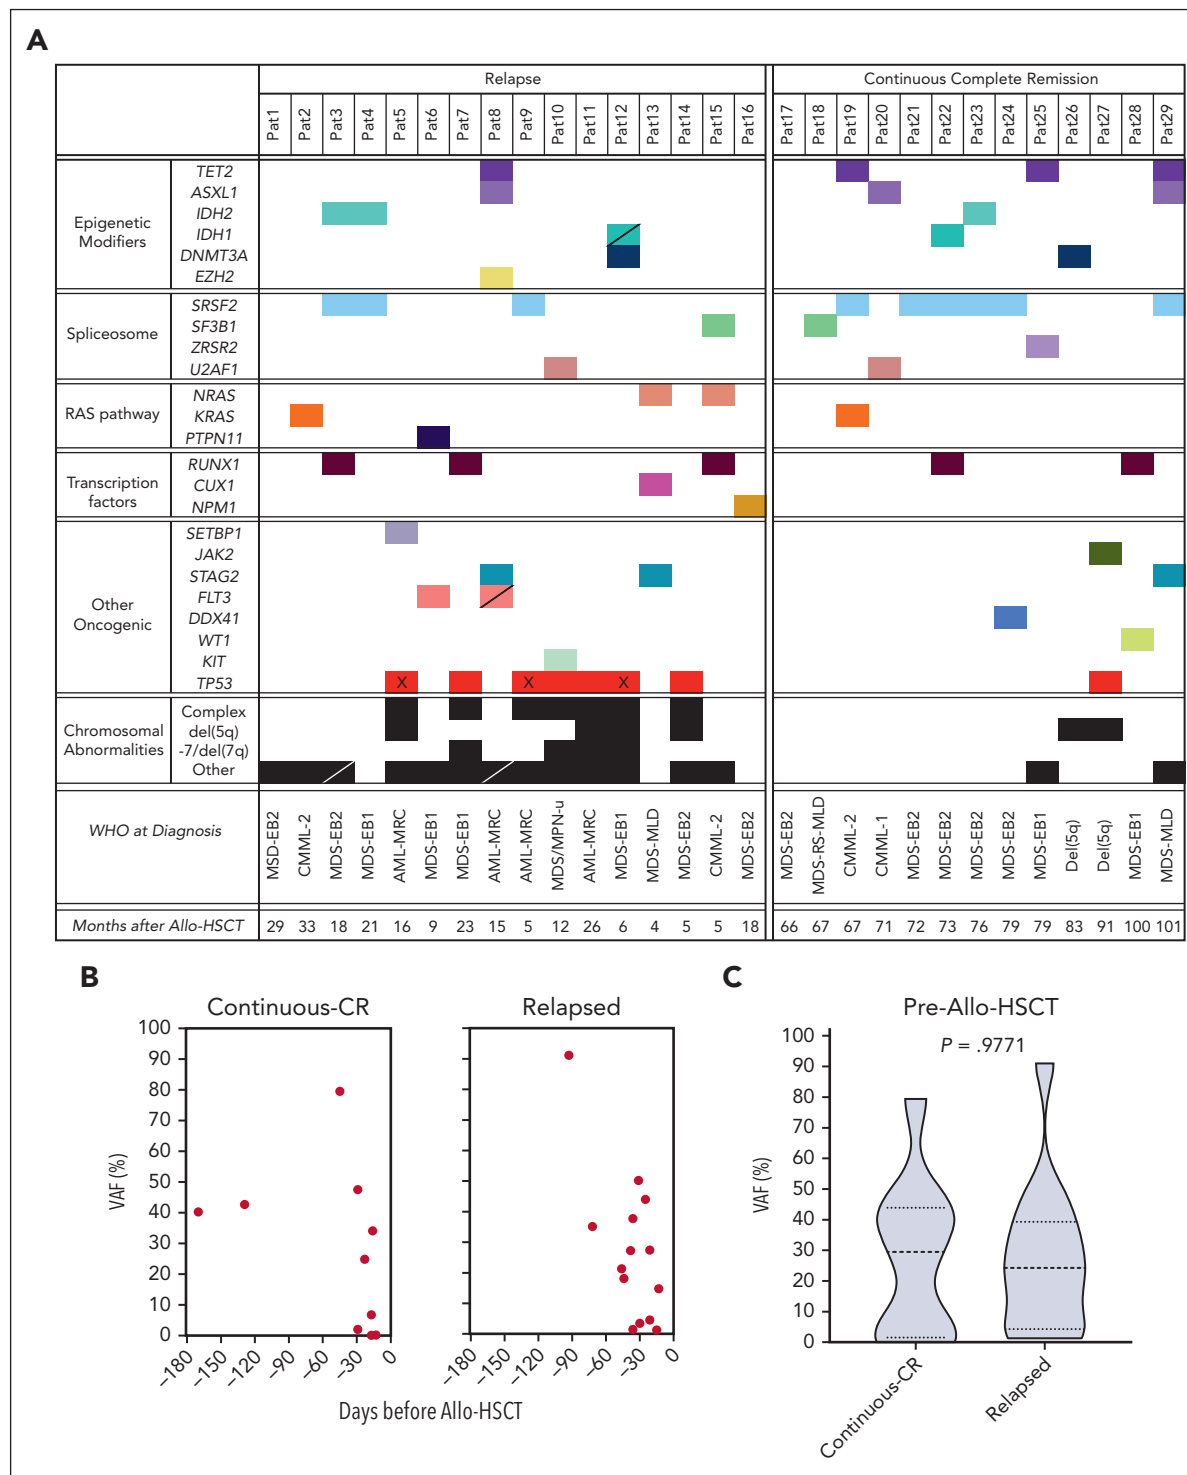 A
Relapse
Continuous Complete Remission
Pat1 Pat2 Pat3 Pat4 Pat5 Pat6 Pat7 Pat8 Pat9 Pat10 Pat11 Pat12 Pat13 Pat14 Pat15 Pat16 Pat17 Pat18 Pat19 Pat20 Pat21 Pat22 Pat23 Pat24 Pat25 Pat26 Pat27 Pat28 Pat29
Epigenetic
Modifiers
TET2
ASXL1
IDH2
IDH1
DNMT3A
EZH2
Spliceosome
SRSF2
SF3B1
ZRSR2
U2AF1
RAS pathway
NRAS
KRAS
PTPN11
Transcription
factors
RUNX1
CUX1
NPM1
Other
Oncogenic
SETBP1
JAK2
STAG2
FLT3
DDX41
WT1
KIT
TP53 X X X
Chromosomal
Abnormalities
Complex
del(5q)
-7/del(7q)
Other
WHO at Diagnosis
MSD-EB2 CMML-2 MDS-EB2 MDS-EB1 AML-MRC MDS-EB1 MDS-EB1 AML-MRC AML-MRC MDS/MPN-u AML-MRC MDS-EB1 MDS-MLD MDS-EB2 CMML-2 MDS-EB2 MDS-EB2 MDS-RS-MLD CMML-2 CMML-1 MDS-EB2 MDS-EB2 MDS-EB2 MDS-EB2 MDS-EB1 Del(5q) Del(5q) MDS-EB1 MDS-MLD
Months after Allo-HSCT 29 33 18 21 16 9 23 15 5 12 26 6 4 5 5 18 66 67 67 71 72 73 76 79 79 83 91 100 101
B
Continuous-CR
Relapsed
VAF (%)
100
90
80
70
60
50
40
30
20
10
0
–180 –150 –120 –90 –60 –30 0
–180 –150 –120 –90 –60 –30 0
Days before Allo-HSCT
C
Pre-Allo-HSCT
P = .9771
VAF (%)
100
90
80
70
60
50
40
30
20
10
0
Continuous-CR
Relapsed